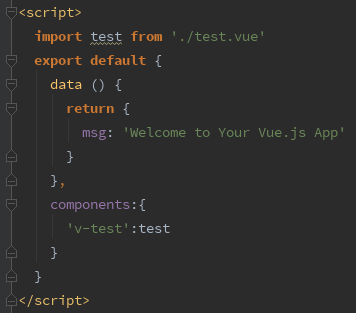 <script>
import test from './test.vue'
export default {
data () {
return {
msg: 'Welcome to Your Vue.js App'
}
},
components:{
'v-test':test
}
}
</script>